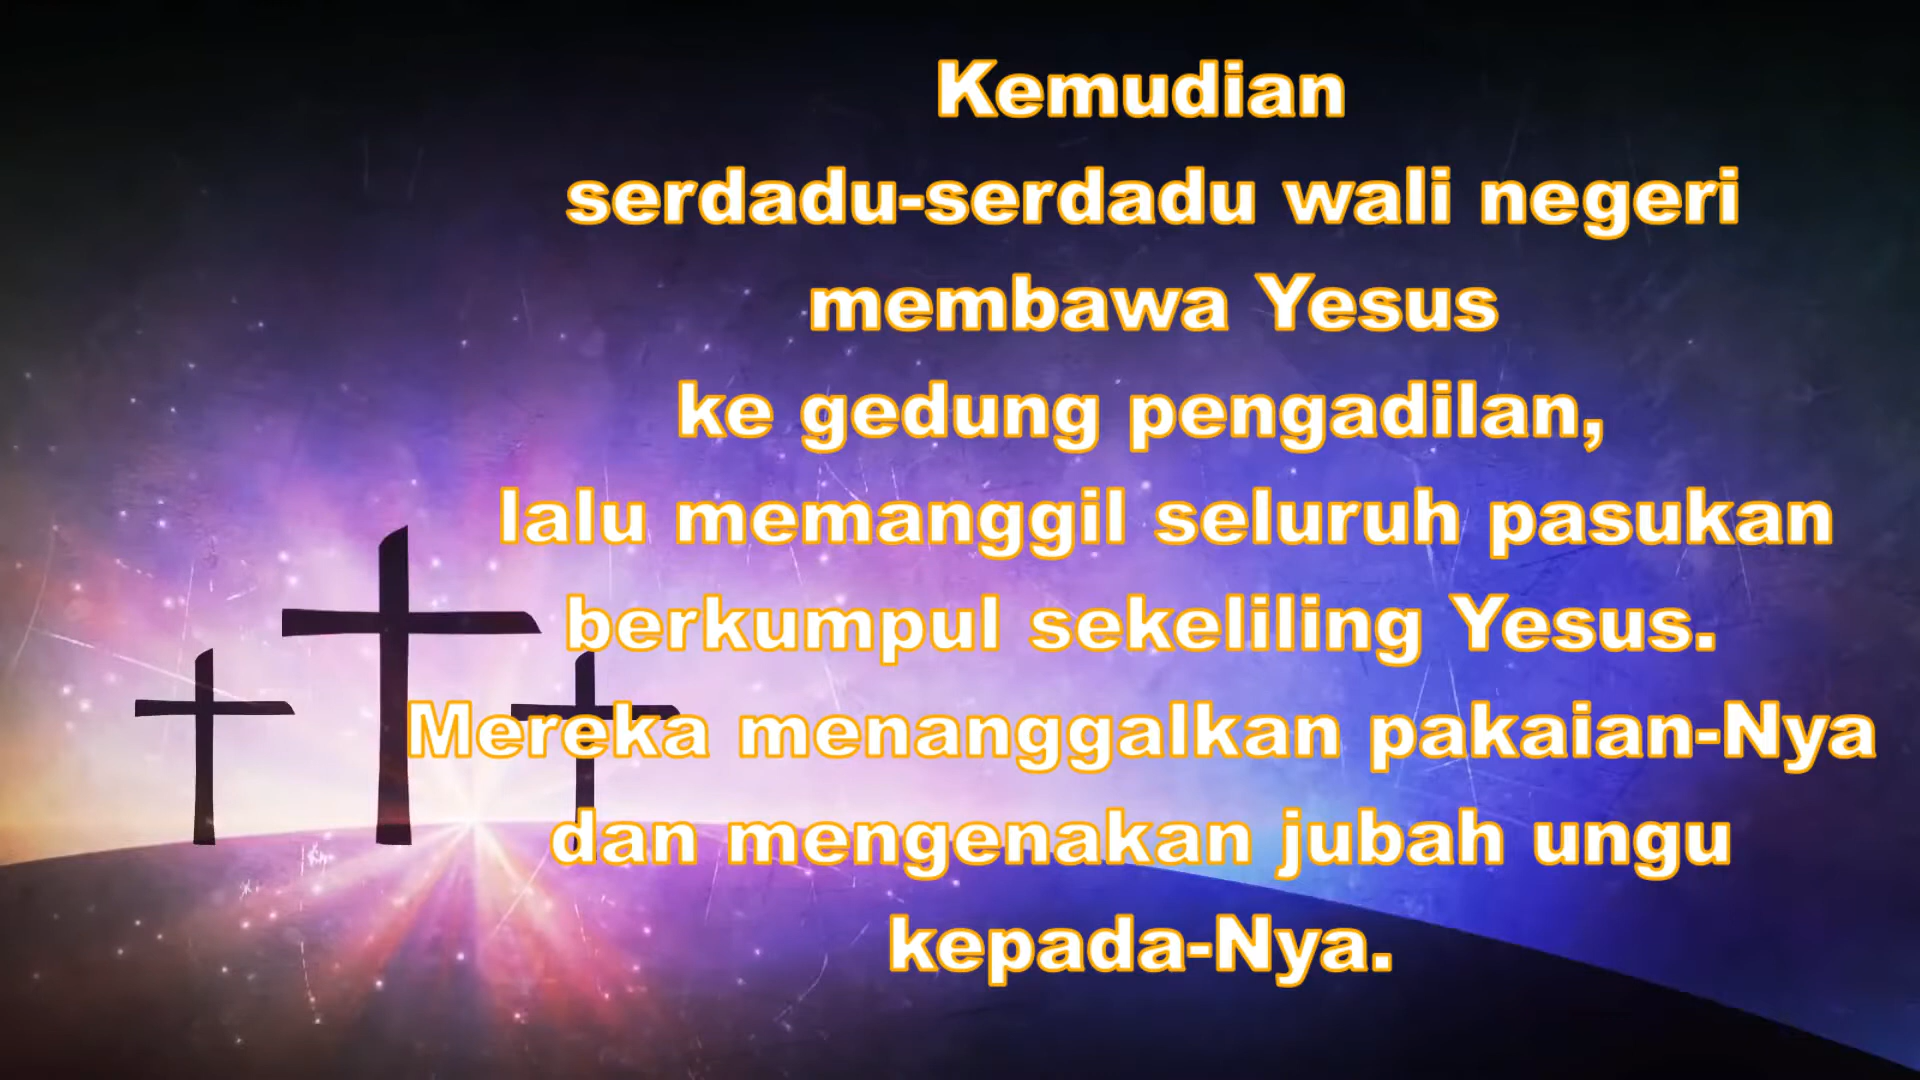 Kemudian
serdadu-serdadu wali negeri
membawa Yesus
ke gedung pengadilan,
lalu memanggil seluruh pasukan
berkumpul sekeliling Yesus.
Mereka menanggalkan pakaian-Nya
dan mengenakan jubah ungu
kepada-Nya.